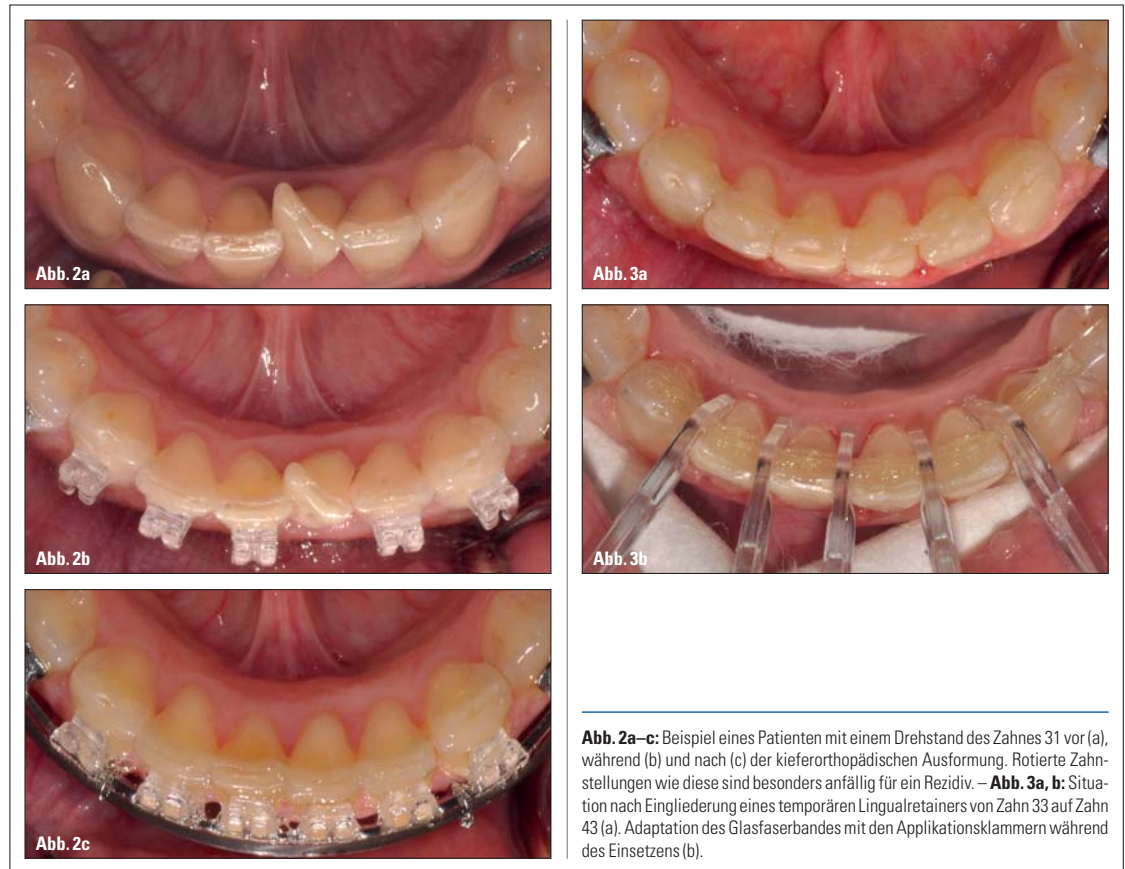 Abb. 2a
Abb. 2b
Abb. 2c
Abb. 3a
Abb. 3b
Abb. 2a–c: Beispiel eines Patienten mit einem Drehstand des Zahnes 31 vor (a),
während (b) und nach (c) der kieferorthopädischen Ausformung. Rotierte Zahn-
stellungen wie diese sind besonders anfällig für ein Rezidiv. – Abb. 3a, b: Situa-
tion nach Eingliederung eines temporären Lingualretainers von Zahn 33 auf Zahn
43 (a). Adaptation des Glasfaserbandes mit den Applikationsklammern während
des Einsetzens (b).